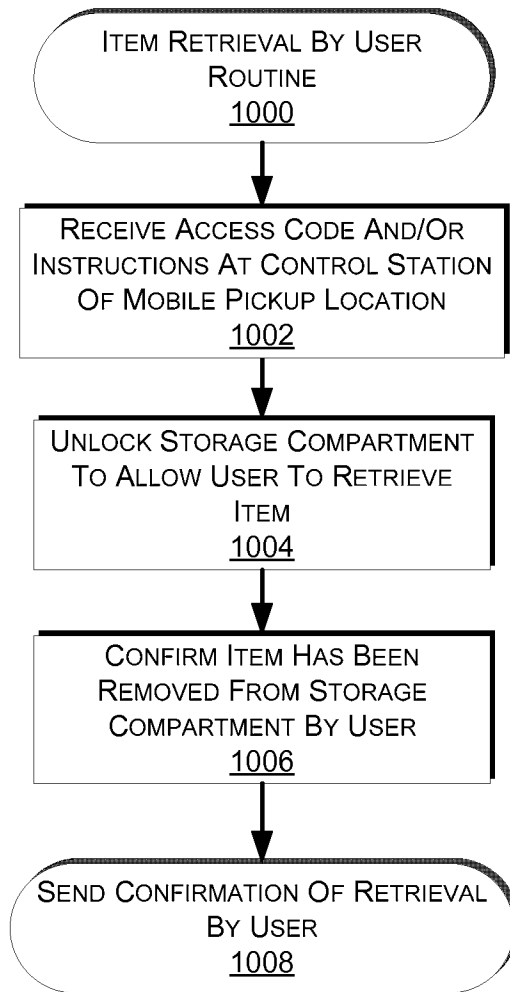 ITEM RETRIEVAL BY USER
ROUTINE
1000
RECEIVE ACCESS CODE AND/OR
INSTRUCTIONS AT CONTROL STATION
OF MOBILE PICKUP LOCATION
1002
UNLOCK STORAGE COMPARTMENT
TO ALLOW USER TO RETRIEVE
ITEM
1004
CONFIRM ITEM HAS BEEN
REMOVED FROM STORAGE
COMPARTMENT BY USER
1006
SEND CONFIRMATION OF RETRIEVAL
BY USER
1008